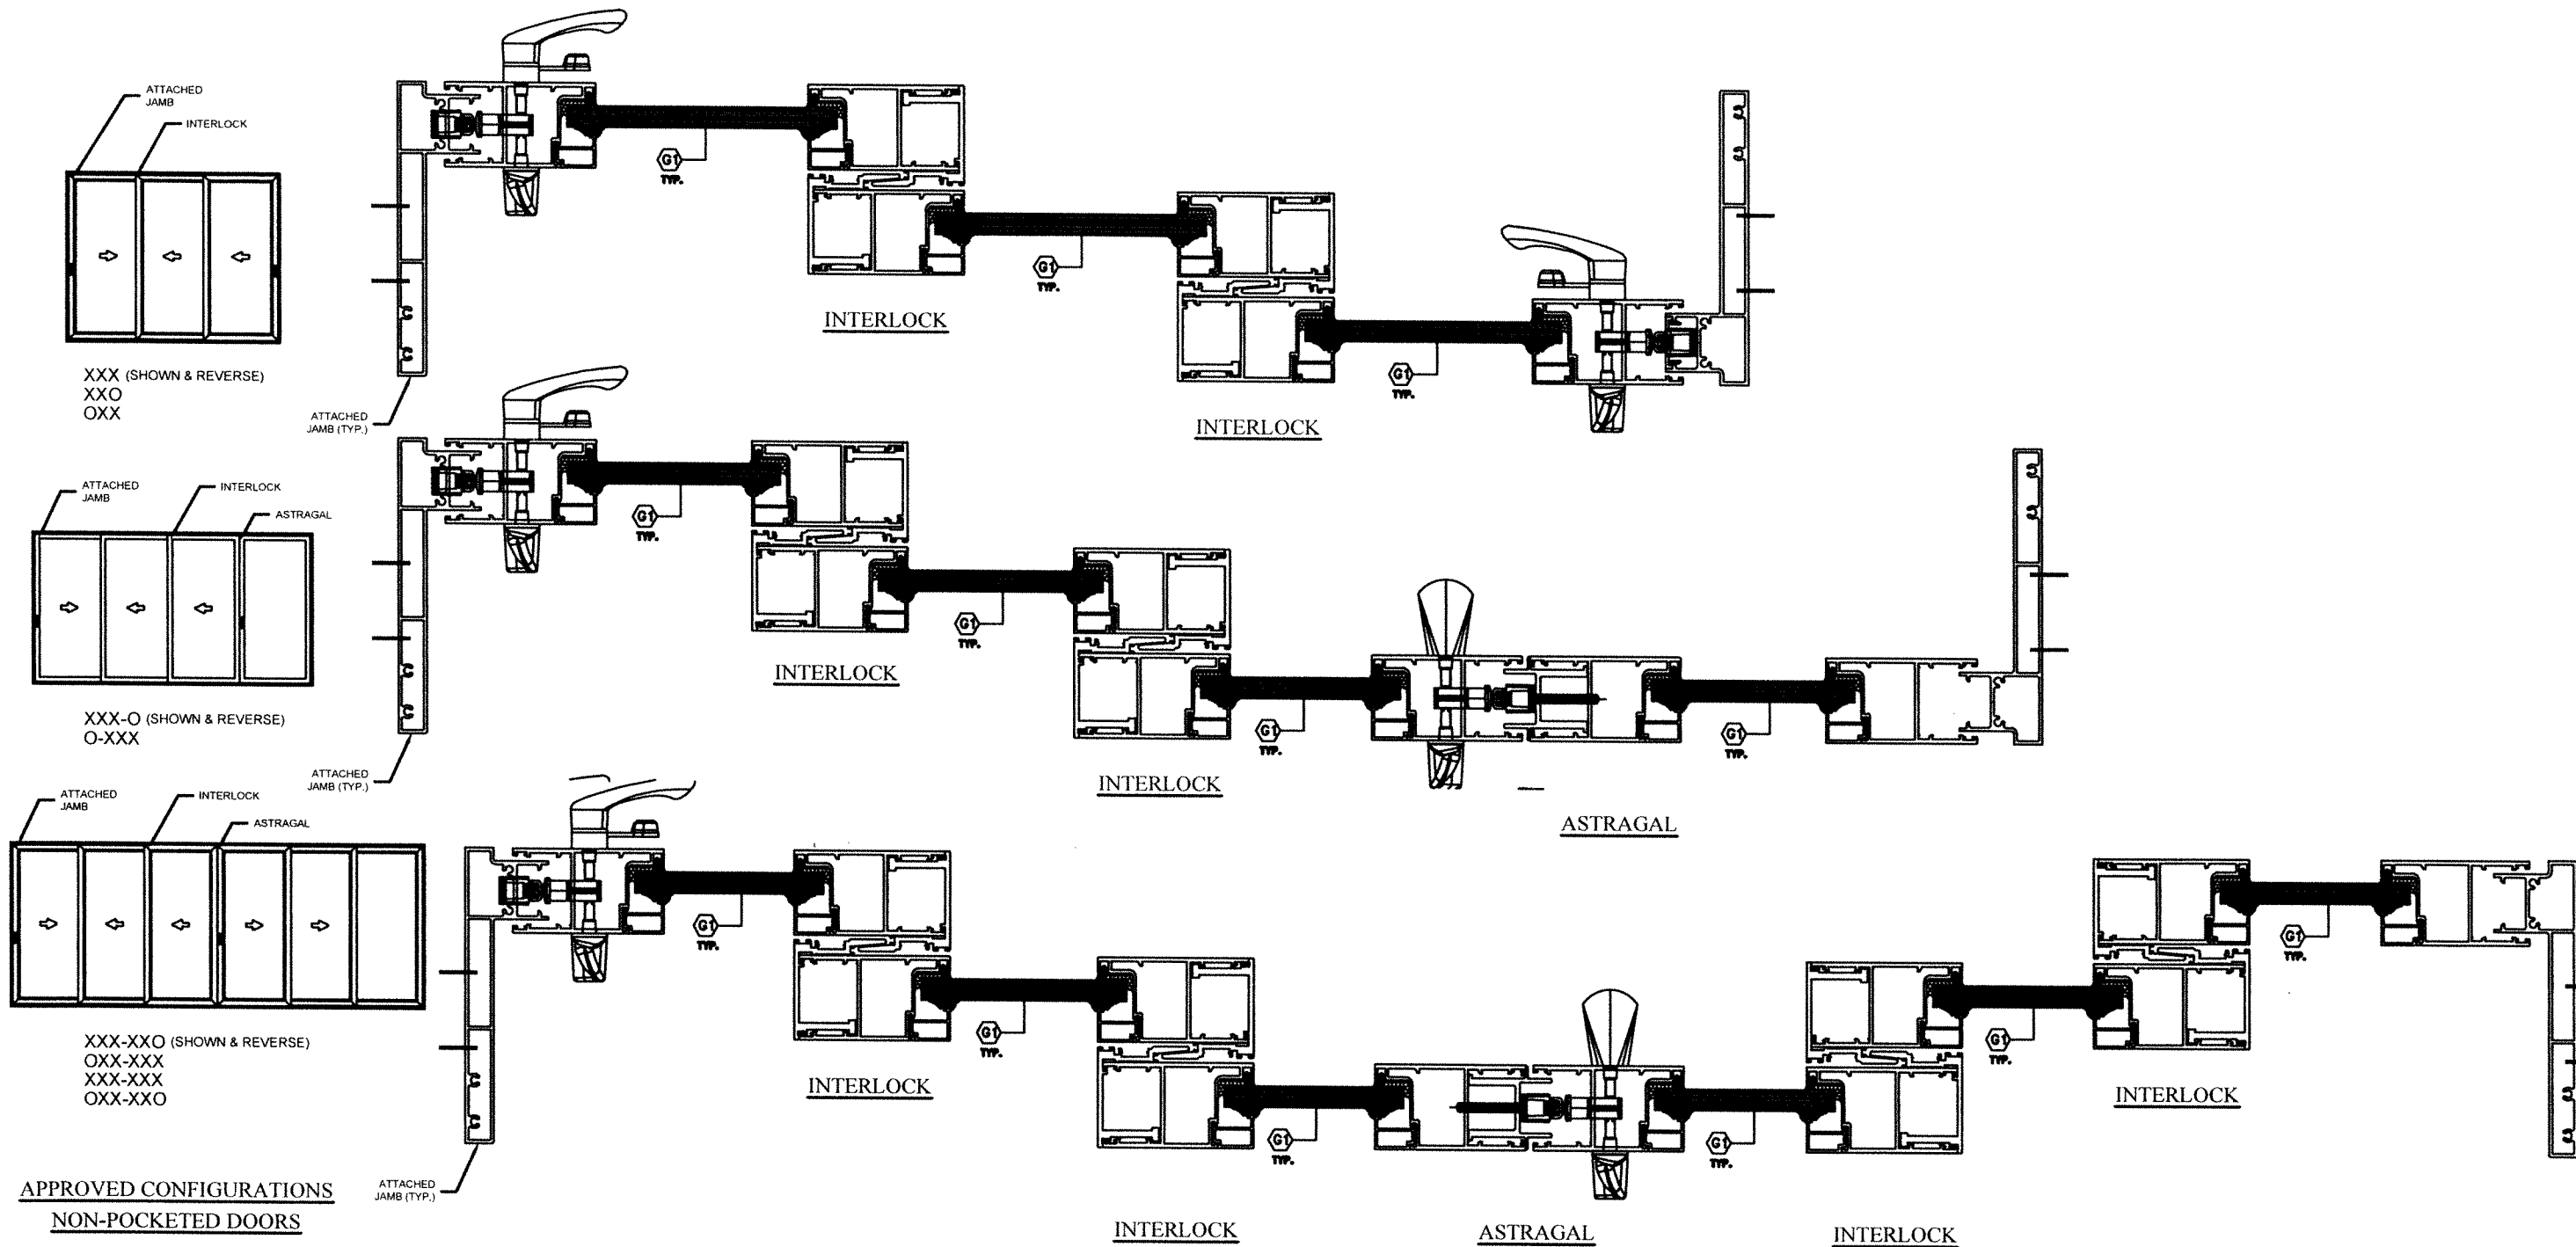 ATTACHED
JAMB
INTERLOCK
XXX (SHOWN & REVERSE)
XXO
OXX
ATTACHED
JAMB (TYP.)
G1
TYP.
INTERLOCK
G1
TYP.
INTERLOCK
G1
TYP.
ATTACHED
JAMB
INTERLOCK
ASTRAGAL
XXX-O (SHOWN & REVERSE)
O-XXX
ATTACHED
JAMB (TYP.)
G1
TYP.
INTERLOCK
G1
TYP.
INTERLOCK
G1
TYP.
ASTRAGAL
G1
TYP.
ATTACHED
JAMB
INTERLOCK
ASTRAGAL
XXX-XXO (SHOWN & REVERSE)
OXX-XXX
XXX-XXX
OXX-XXO
ATTACHED
JAMB (TYP.)
G1
TYP.
INTERLOCK
G1
TYP.
INTERLOCK
G1
TYP.
ASTRAGAL
G1
TYP.
INTERLOCK
G1
TYP.
INTERLOCK
G1
TYP.
APPROVED CONFIGURATIONS
NON-POCKETED DOORS